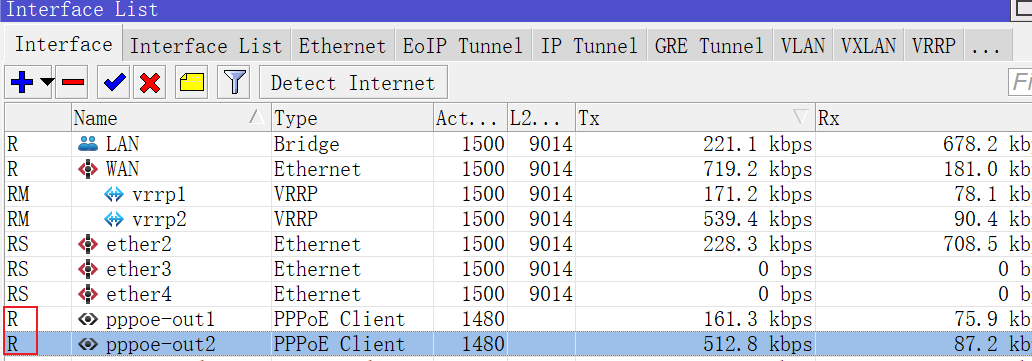 Interface List
Interface Interface List Ethernet EoIP Tunnel IP Tunnel GRE Tunnel VLAN VXLAN VRRP ...
Detect Internet Fi
Name Type Act... L2... Tx Rx
R LAN Bridge 1500 9014 221.1 kbps 678.2 kb
R WAN Ethernet 1500 9014 719.2 kbps 181.0 kb
RM vrrp1 VRRP 1500 9014 171.2 kbps 78.1 kb
RM vrrp2 VRRP 1500 9014 539.4 kbps 90.4 kb
RS ether2 Ethernet 1500 9014 228.3 kbps 708.5 kb
RS ether3 Ethernet 1500 9014 0 bps 0 b
RS ether4 Ethernet 1500 9014 0 bps 0 b
R pppoe-out1 PPPoE Client 1480 161.3 kbps 75.9 kb
R pppoe-out2 PPPoE Client 1480 512.8 kbps 87.2 kb